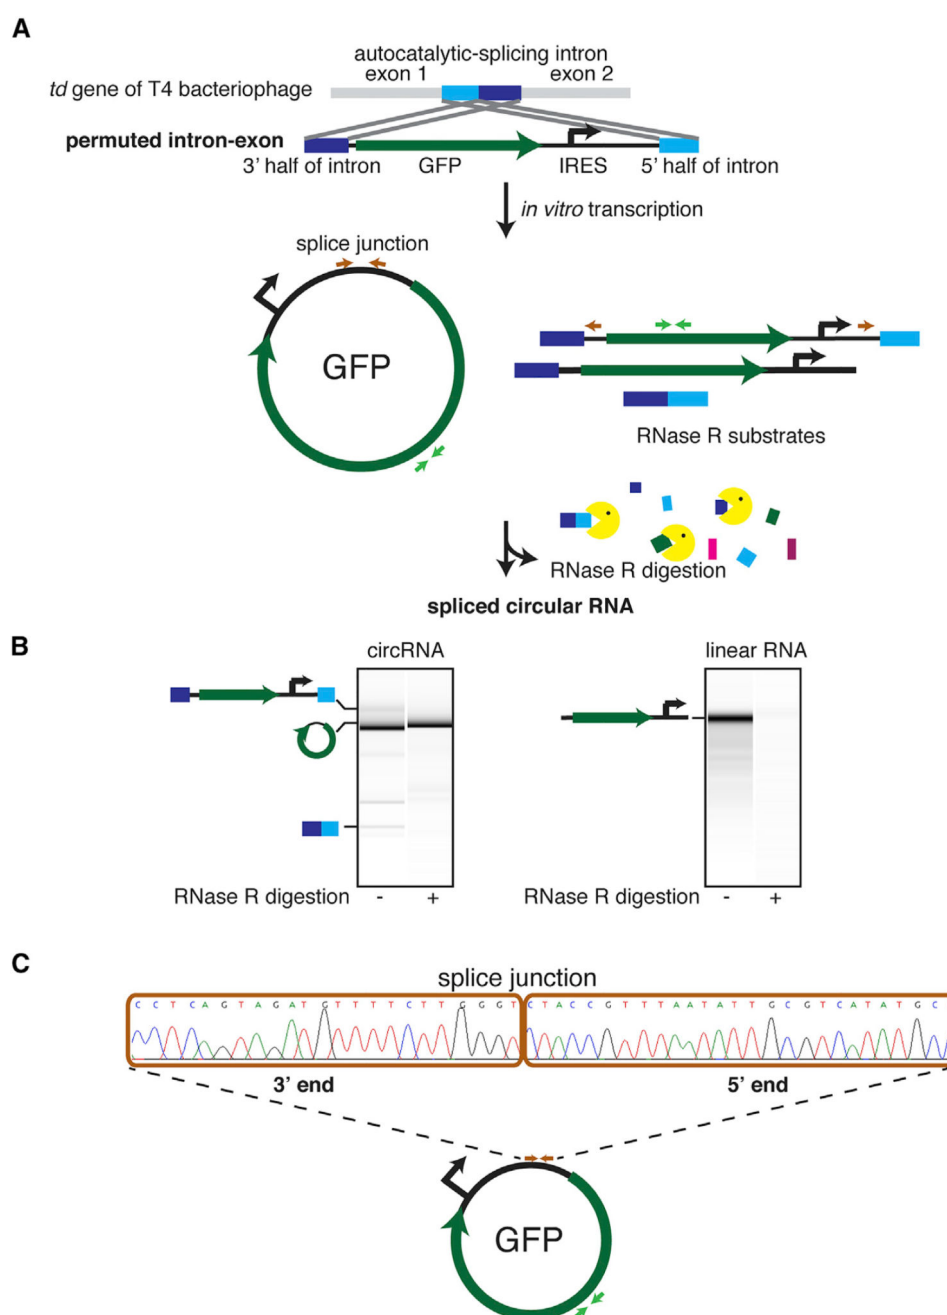 A
autocatalytic-splicing intron
exon 1 exon 2
td gene of T4 bacteriophage
permuted intron-exon
3' half of intron GFP IRES 5' half of intron
in vitro transcription
splice junction
GFP
RNase R substrates
RNase R digestion
spliced circular RNA
B
circRNA linear RNA
RNase R digestion - + RNase R digestion - +
C
splice junction
C C T C A G T A G A T G T T T T C T T G G G T C T A C C G T T T A A T A T T G C G T C A T A T G C
3' end 5' end
GFP